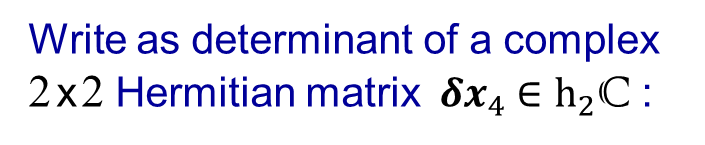 Write as determinant of a complex
2x2 Hermitian matrix 𝜹𝒙₄ ∈ h₂ℂ :